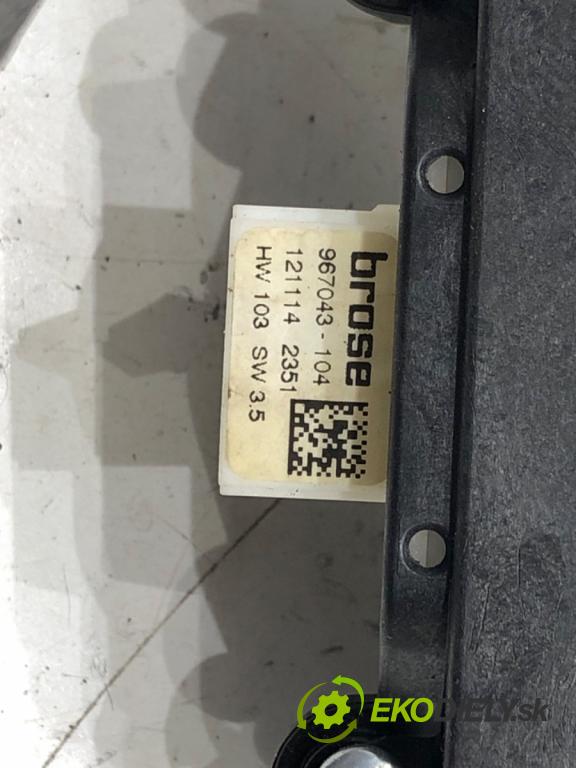 brose
967043-104
121114 2351
HW 103 SW 3.5
EKODIELY.sk